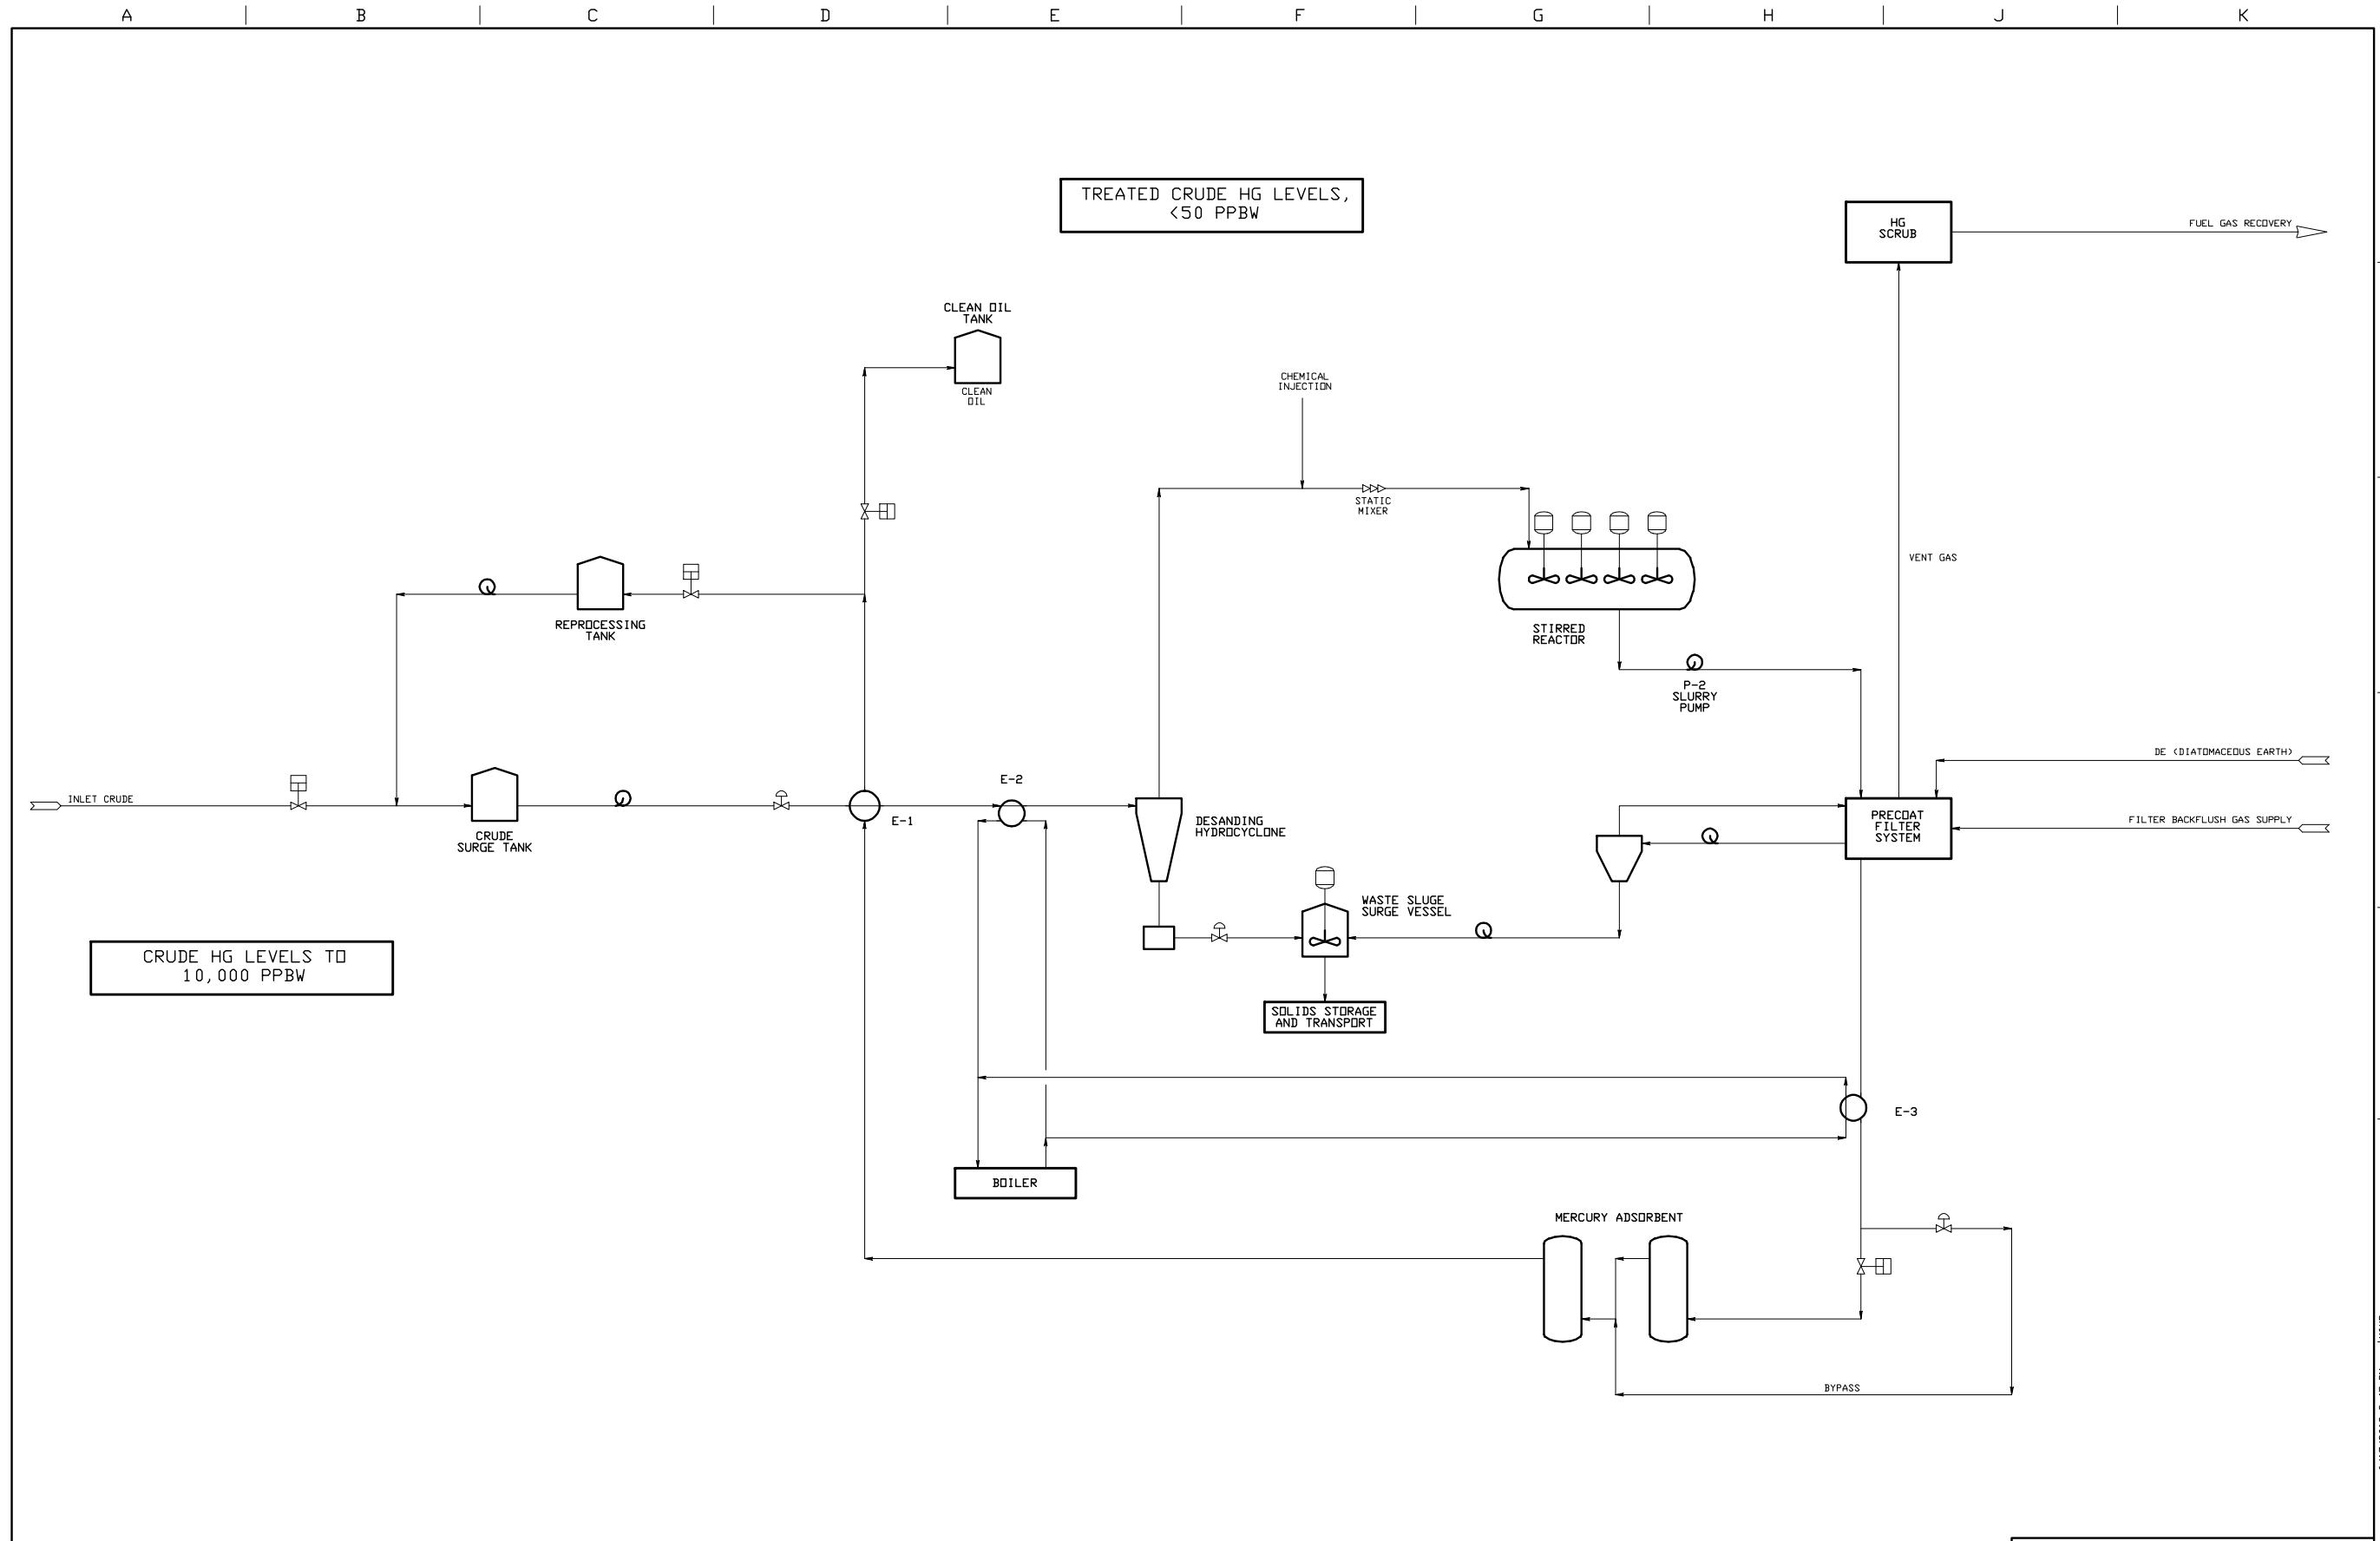 A B C D E F G H J K
TREATED CRUDE HG LEVELS,
<50 PPBW
HG
SCRUB
FUEL GAS RECOVERY
CLEAN OIL
TANK
CLEAN
OIL
CHEMICAL
INJECTION
STATIC
MIXER
VENT GAS
REPROCESSING
TANK
STIRRED
REACTOR
P-2
SLURRY
PUMP
DE (DIATOMACEOUS EARTH)
INLET CRUDE
E-2
CRUDE
SURGE TANK
E-1
DESANDING
HYDROCYCLONE
PRECOAT
FILTER
SYSTEM
FILTER BACKFLUSH GAS SUPPLY
WASTE SLUGE
SURGE VESSEL
CRUDE HG LEVELS TO
10,000 PPBW
SOLIDS STORAGE
AND TRANSPORT
E-3
BOILER
MERCURY ADSORBENT
BYPASS